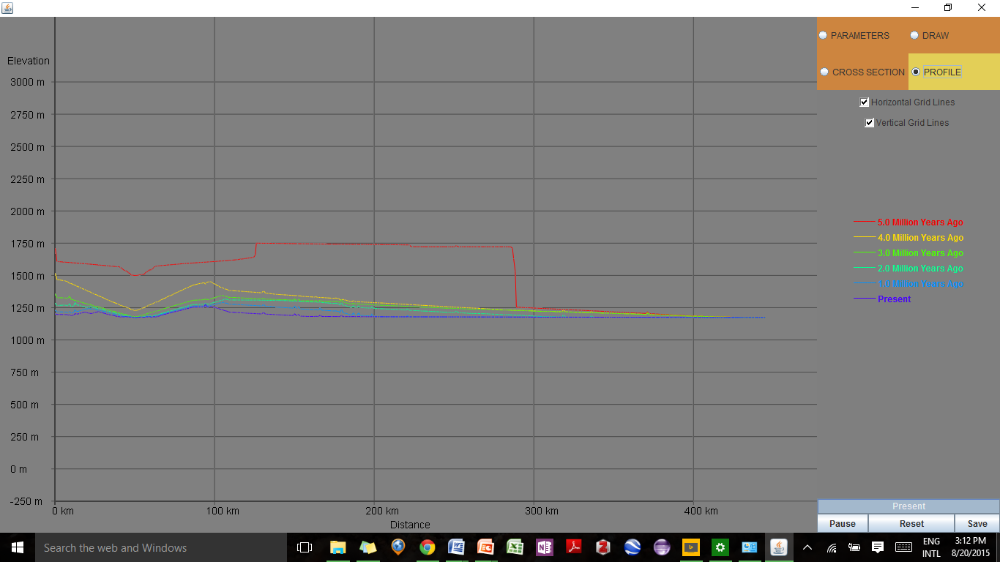 PARAMETERS DRAW
CROSS SECTION PROFILE
Horizontal Grid Lines
Vertical Grid Lines
Elevation
3000 m
2750 m
2500 m
2250 m
2000 m
1750 m
1500 m
1250 m
1000 m
750 m
500 m
250 m
0 m
-250 m
0 km 100 km 200 km 300 km 400 km
Distance
5.0 Million Years Ago
4.0 Million Years Ago
3.0 Million Years Ago
2.0 Million Years Ago
1.0 Million Years Ago
Present
Present
Pause Reset Save
Search the web and Windows
ENG
INTL
3:12 PM
8/20/2015